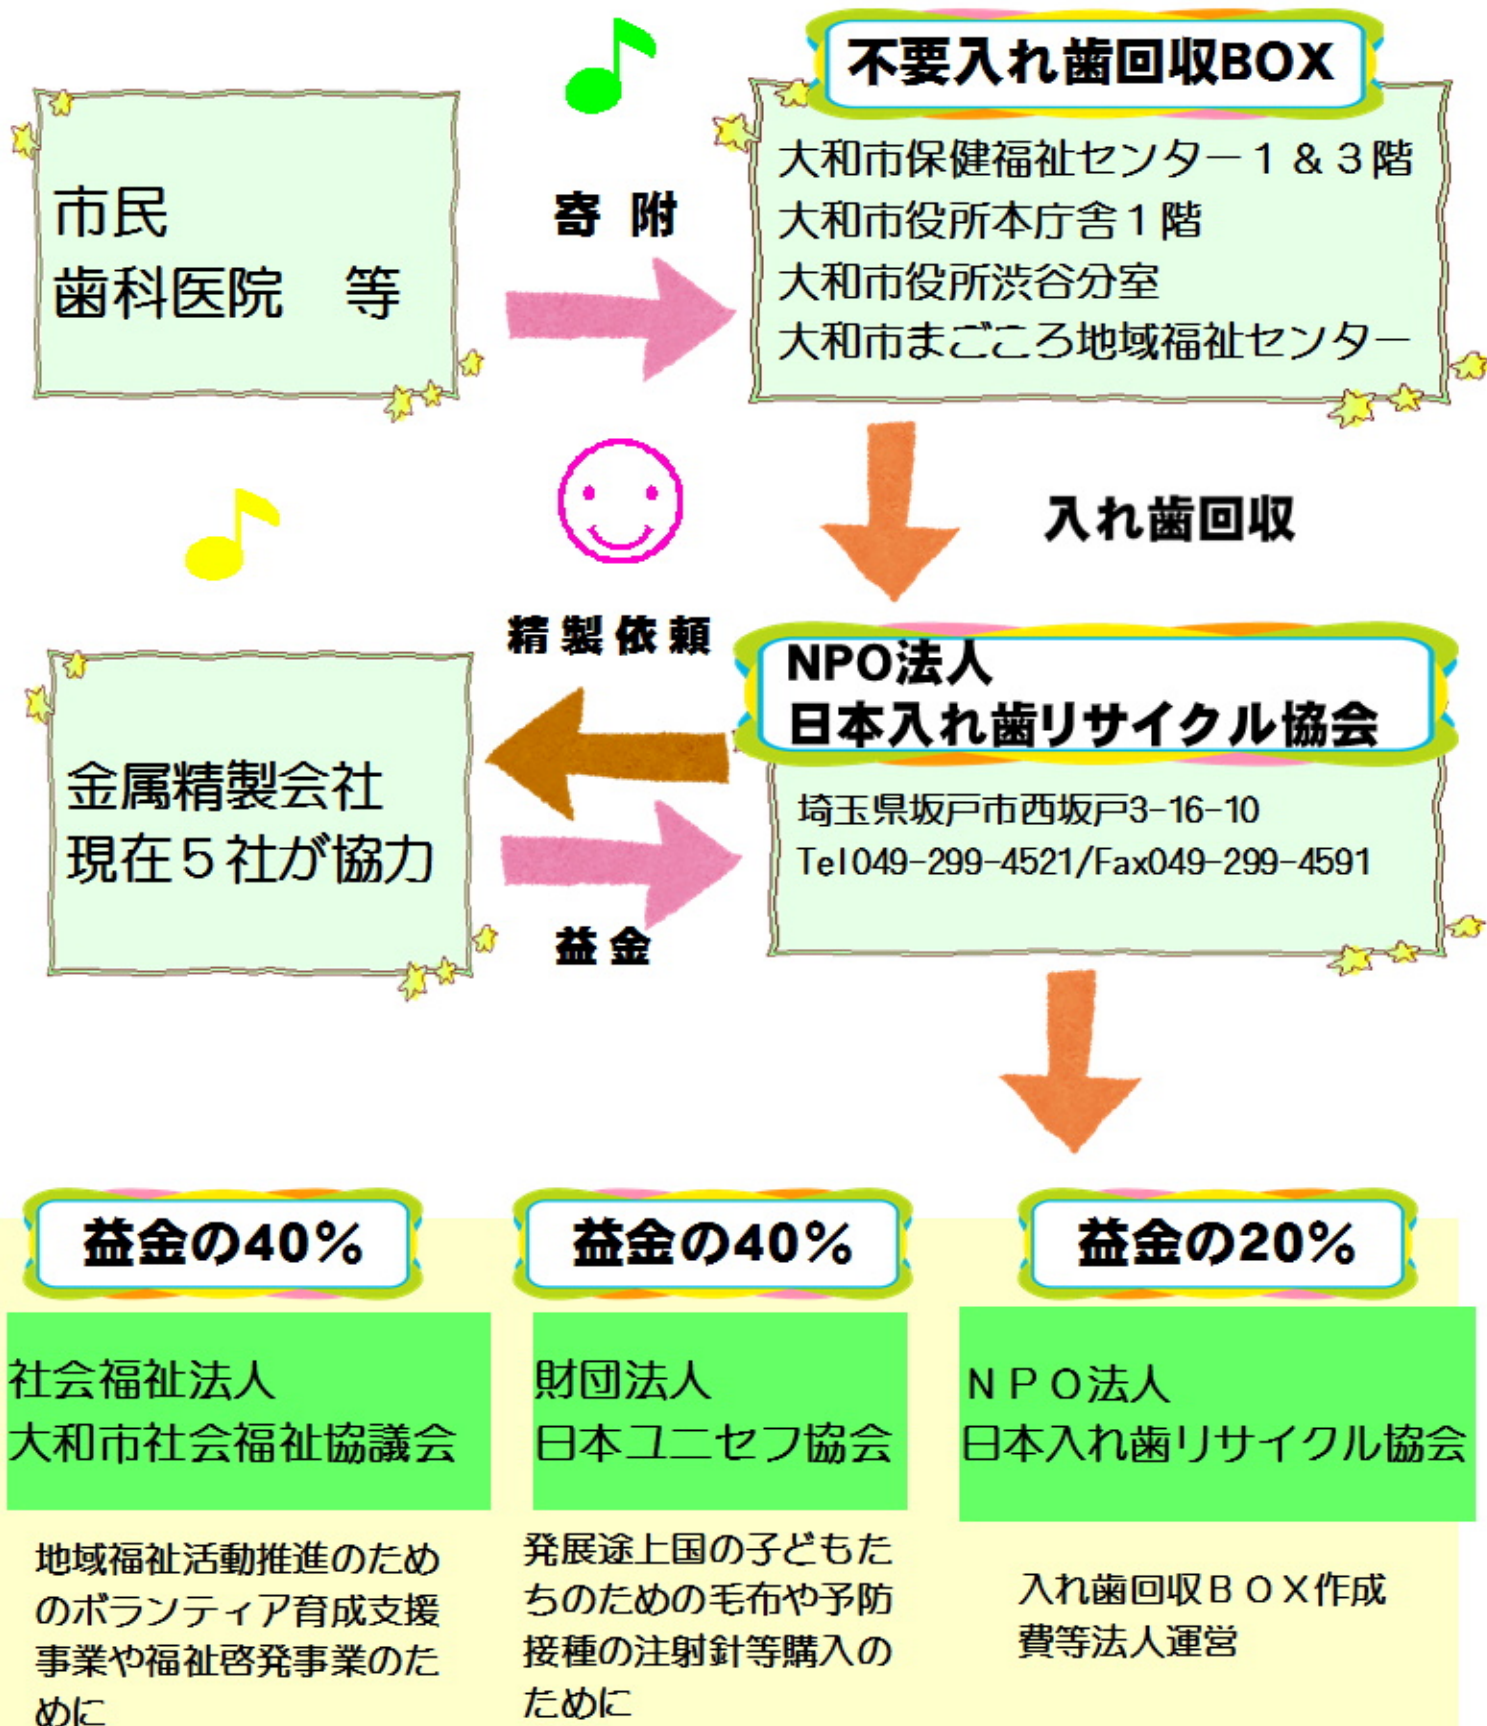 不要入れ歯回収BOX
市民
歯科医院　等
寄 附
大和市保健福祉センター１＆３階
大和市役所本庁舎１階
大和市役所渋谷分室
大和市まごころ地域福祉センター
入れ歯回収
精製依頼
NPO法人
日本入れ歯リサイクル協会
金属精製会社
現在５社が協力
埼玉県坂戸市西坂戸3-16-10
Tel049-299-4521/Fax049-299-4591
益金
益金の40%
社会福祉法人
大和市社会福祉協議会
地域福祉活動推進のため
のボランティア育成支援
事業や福祉啓発事業のた
めに
益金の40%
財団法人
日本ユニセフ協会
発展途上国の子どもた
ちのための毛布や予防
接種の注射針等購入の
ために
益金の20%
ＮＰＯ法人
日本入れ歯リサイクル協会
入れ歯回収ＢＯＸ作成
費等法人運営